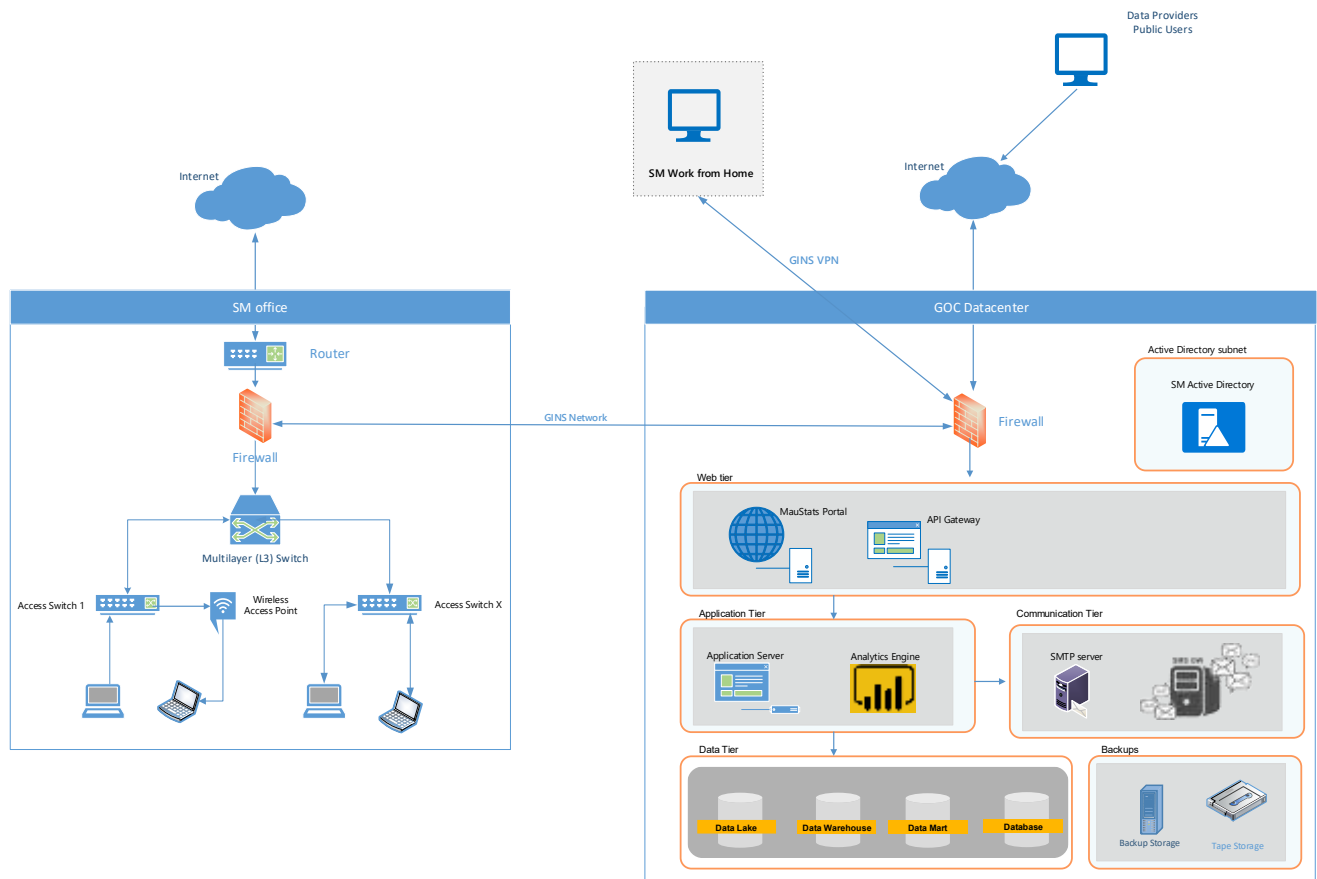 Data Providers
Public Users
SM Work from Home
Internet
Internet
GINS VPN
SM office
GOC Datacenter
Router
Active Directory subnet
SM Active Directory
GINS Network
Firewall
Firewall
Web tier
MauStats Portal
API Gateway
Multilayer (L3) Switch
Access Switch 1
Wireless
Access Point
Access Switch X
Application Tier
Communication Tier
Application Server
Analytics Engine
SMTP server
Data Tier
Backups
Data Lake
Data Warehouse
Data Mart
Database
Backup Storage
Tape Storage